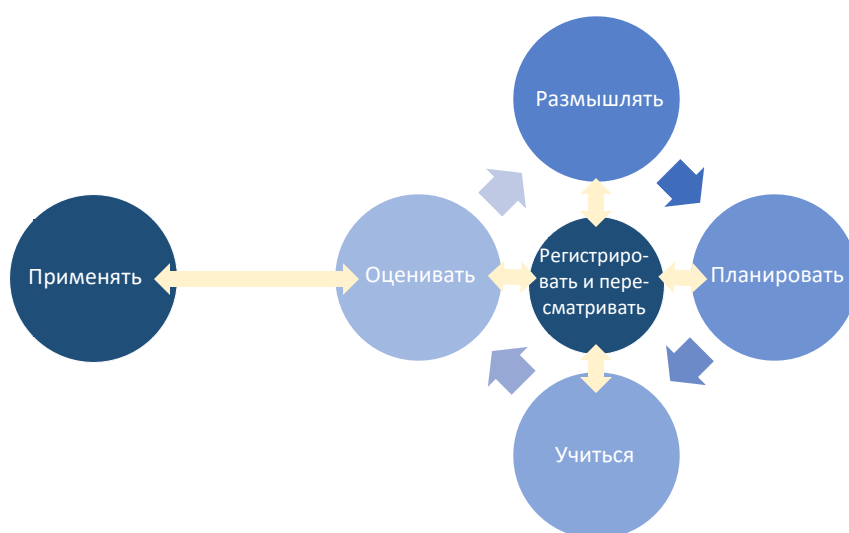 Размышлять
Применять
Оценивать
Регистриро-
вать и пере-
сматривать
Планировать
Учиться